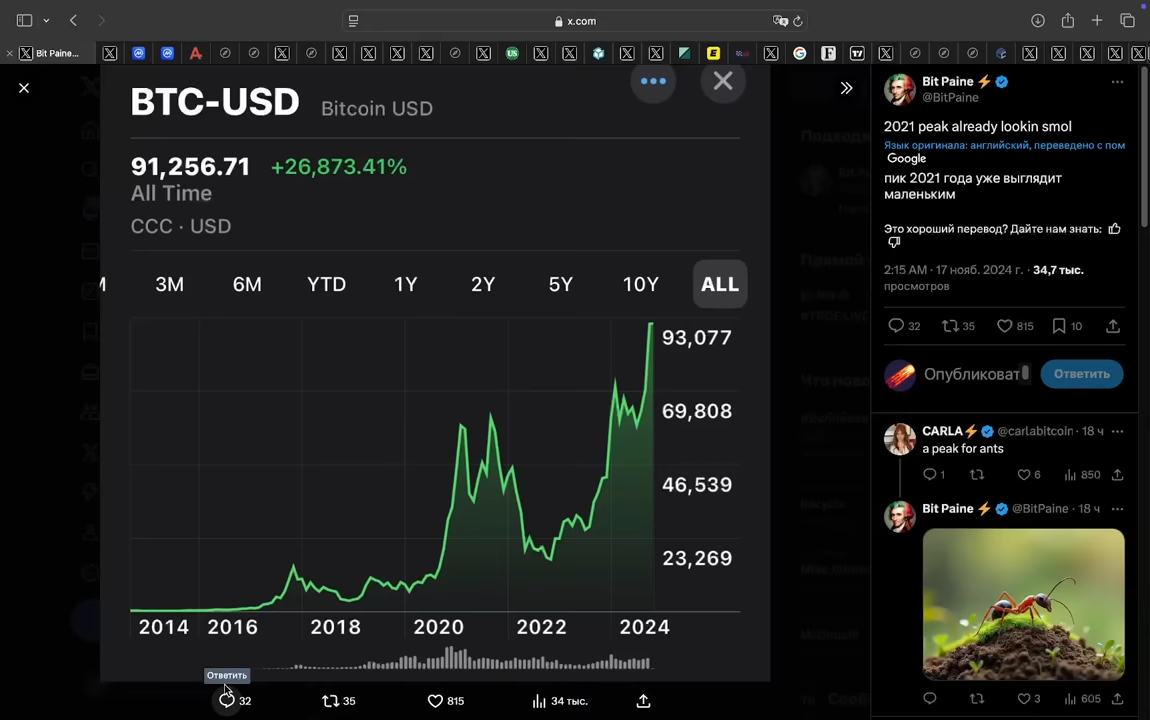 x.com
Bit Paine...
BTC-USD Bitcoin USD
91,256.71 +26,873.41%
All Time
CCC · USD
3M 6M YTD 1Y 2Y 5Y 10Y ALL
93,077
69,808
46,539
23,269
2014 2016 2018 2020 2022 2024
Ответить
32 35 815 34 тыс.
Bit Paine
@BitPaine
2021 peak already lookin smol
Язык оригинала: английский, переведено с пом
Google
пик 2021 года уже выглядит
маленьким
Это хороший перевод? Дайте нам знать:
2:15 AM · 17 нояб. 2024 г. · 34,7 тыс.
просмотров
32 35 815 10
Опубликоват Ответить
CARLA @carlabitcoin · 18 ч
a peak for ants
1 6 850
Bit Paine @BitPaine · 18 ч
3 605